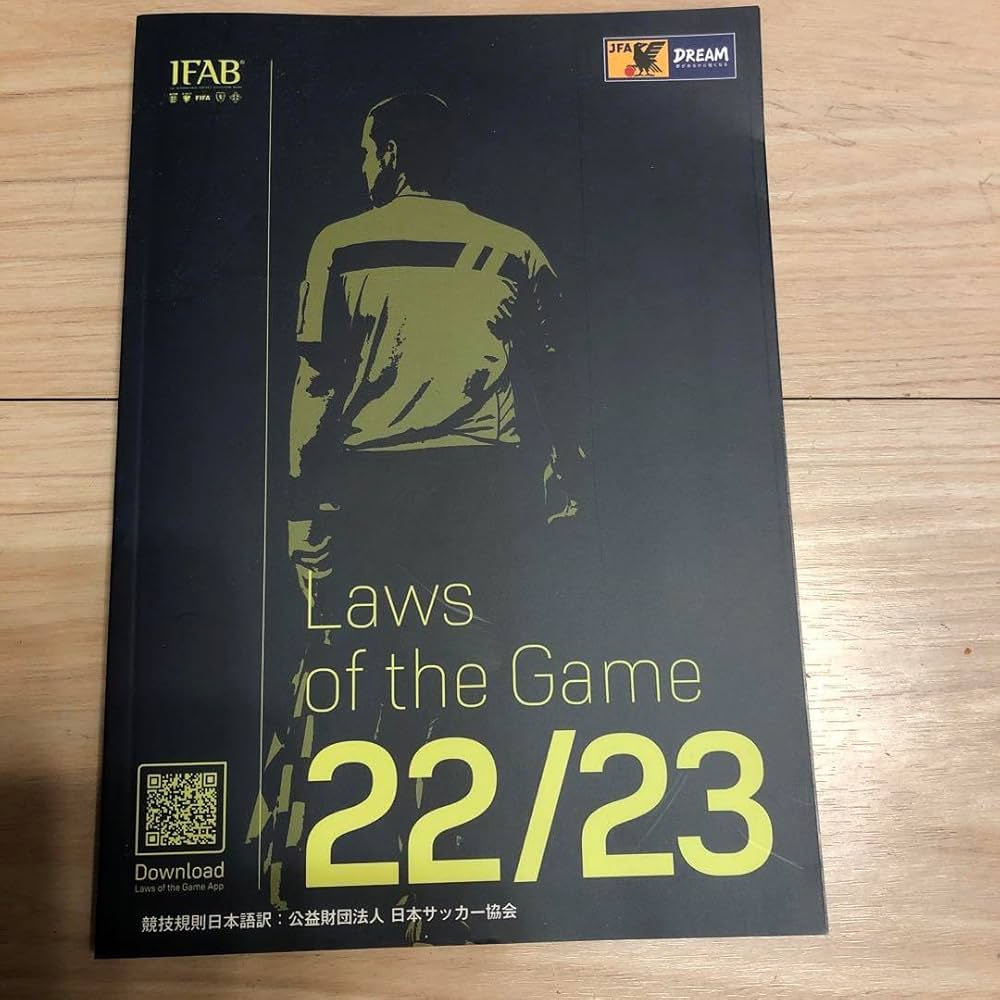 IFAB
FIFA
JFA
DREAM
Laws
of the Game
22/23
Download
Laws of the Game App
競技規則日本語訳：公益財団法人 日本サッカー協会